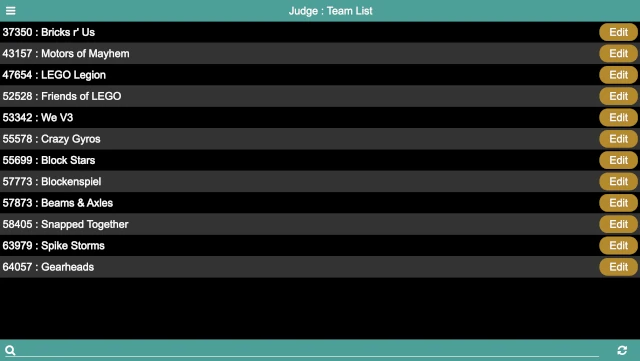 Judge : Team List
37350 : Bricks r' Us Edit
43157 : Motors of Mayhem Edit
47654 : LEGO Legion Edit
52528 : Friends of LEGO Edit
53342 : We V3 Edit
55578 : Crazy Gyros Edit
55699 : Block Stars Edit
57773 : Blockenspiel Edit
57873 : Beams & Axles Edit
58405 : Snapped Together Edit
63979 : Spike Storms Edit
64057 : Gearheads Edit